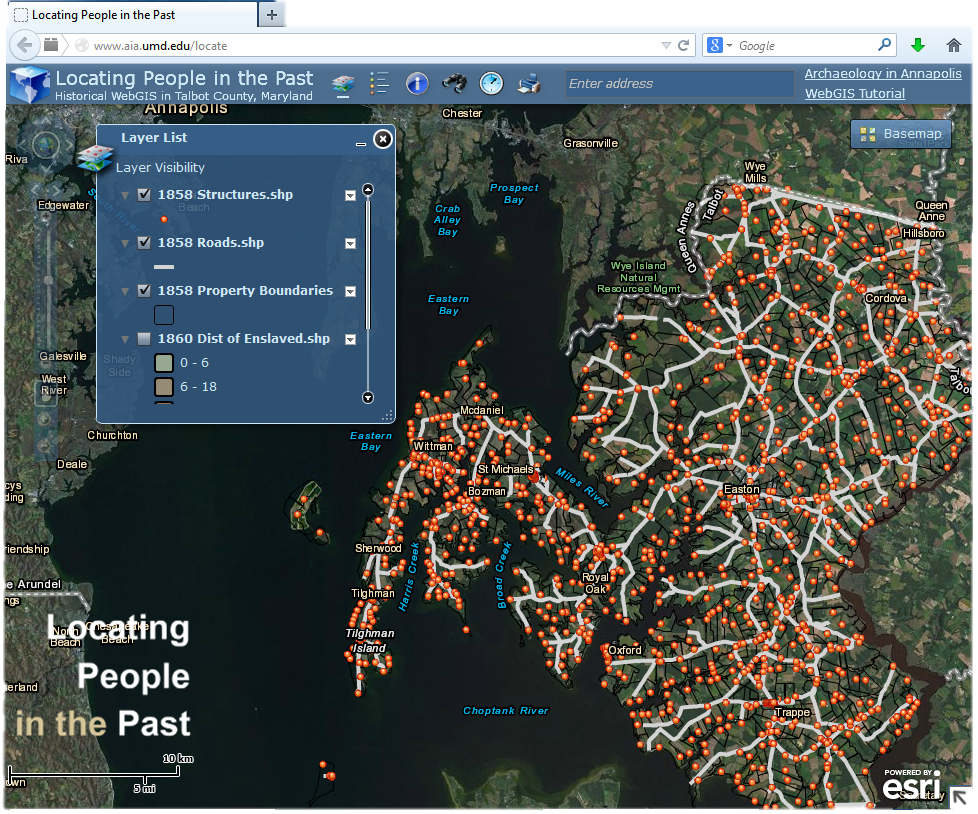 Locating People in the Past
www.aia.umd.edu/locate
Google
Locating People in the Past
Historical WebGIS in Talbot County, Maryland
Enter address
Archaeology in Annapolis
WebGIS Tutorial
Basemap
Layer List
Layer Visibility
1858 Structures.shp
1858 Roads.shp
1858 Property Boundaries
1860 Dist of Enslaved.shp
0 - 6
6 - 18
Annapolis
Chester
Grasonville
Riva
Edgewater
Beach
Prospect
Bay
Crab
Alley
Bay
Wye
Mills
Queen Annes
Talbot
Queen
Anne
Hillsboro
Wye Island
Natural
Resources Mgmt
Eastern
Bay
Cordova
Galesville
Shady
Side
West
River
Talbo
Mcdaniel
Churchton
Eastern
Bay
Wittman
St Michaels
Deale
Bozman
Miles River
Easton
cys
ding
riendship
Sherwood
Harris Creek
Broad Creek
e Arundel
ngs
Tilghman
Royal
Oak
North
Beach
Chesapeake
Beach
Tilghman
Island
Oxford
Locating
People
in the Past
derland
Choptank River
Trappe
10 km
5 mi
wn
POWERED BY
esri